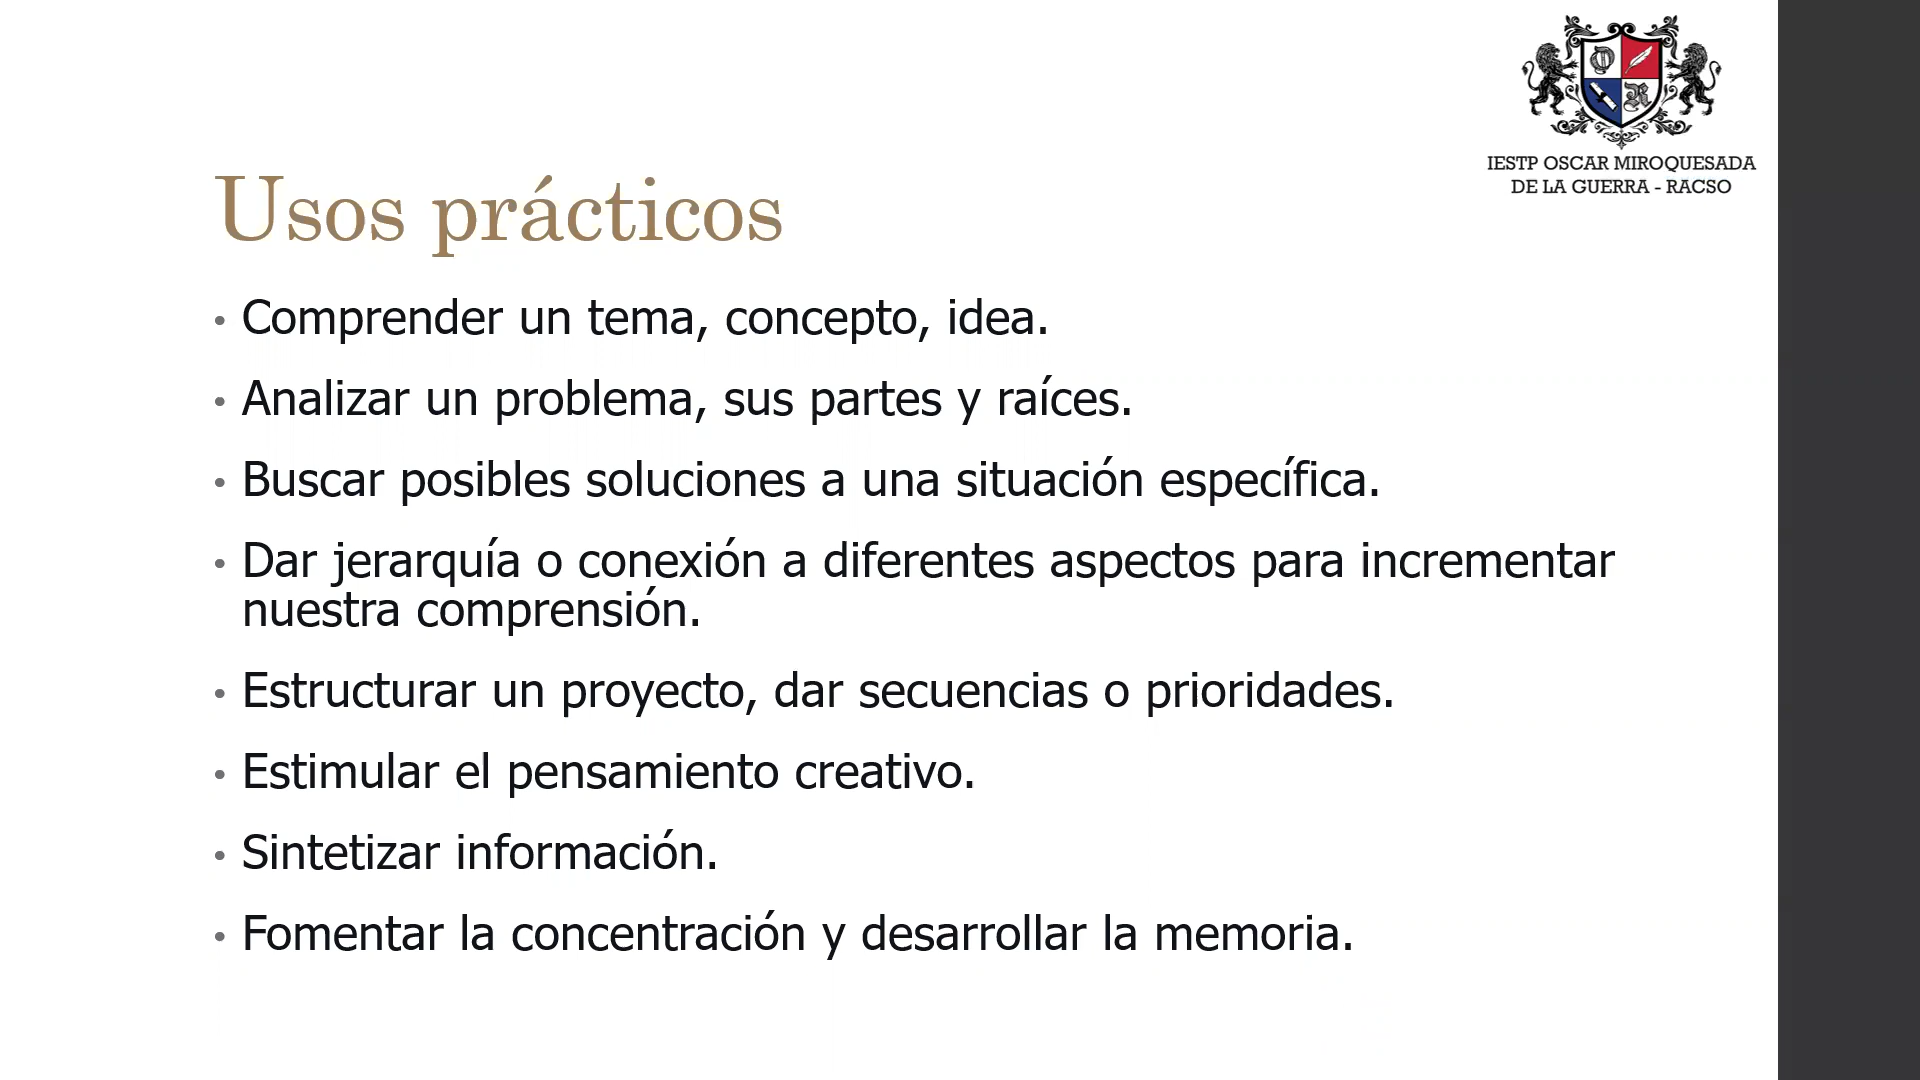 IESTP OSCAR MIROQUESADA
DE LA GUERRA - RACSO
Usos prácticos
• Comprender un tema, concepto, idea.
• Analizar un problema, sus partes y raíces.
• Buscar posibles soluciones a una situación específica.
• Dar jerarquía o conexión a diferentes aspectos para incrementar
nuestra comprensión.
• Estructurar un proyecto, dar secuencias o prioridades.
• Estimular el pensamiento creativo.
• Sintetizar información.
• Fomentar la concentración y desarrollar la memoria.